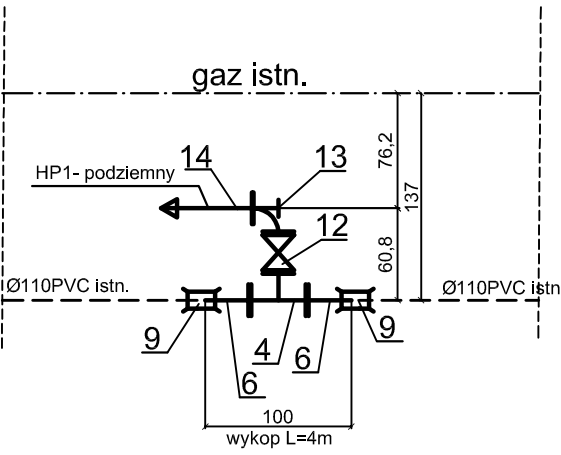 gaz istn.
76,2
137
14
13
HP1- podziemny
12
60,8
Ø110PVC istn.
Ø110PVC istn
9
6
4
6
9
100
wykop L=4m